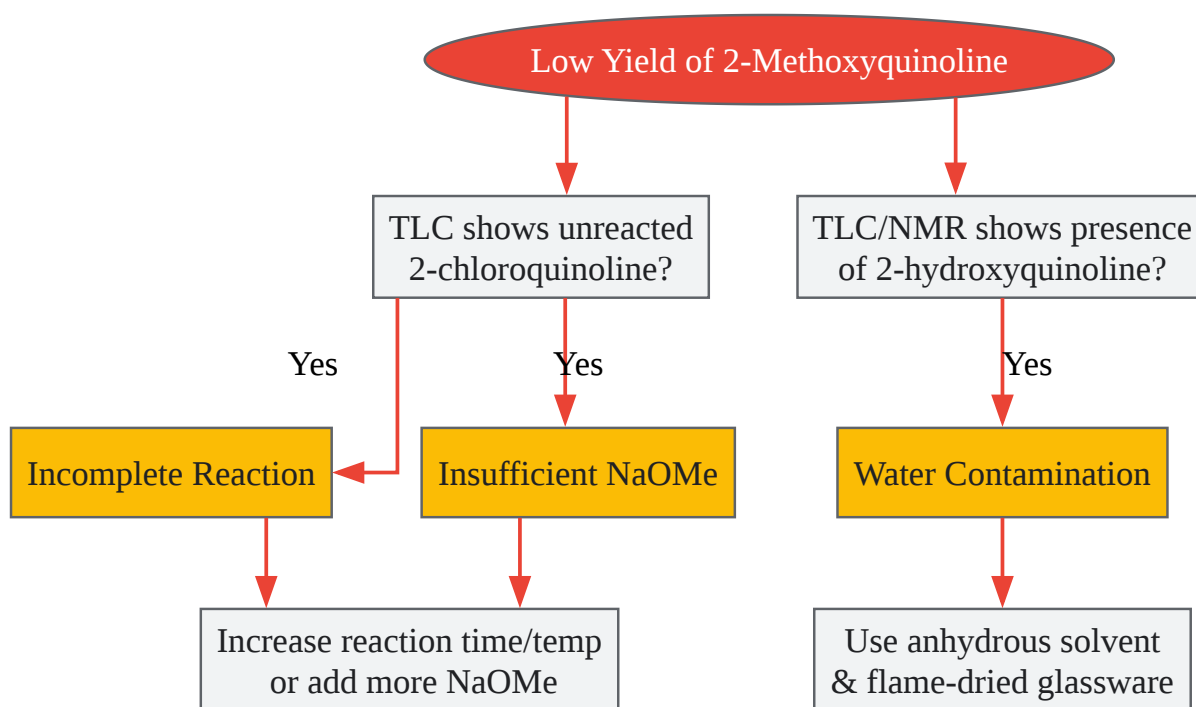 Low Yield of 2-Methoxyquinoline
TLC shows unreacted
2-chloroquinoline?
TLC/NMR shows presence
of 2-hydroxyquinoline?
Yes
Yes
Yes
Incomplete Reaction
Insufficient NaOMe
Water Contamination
Increase reaction time/temp
or add more NaOMe
Use anhydrous solvent
& flame-dried glassware